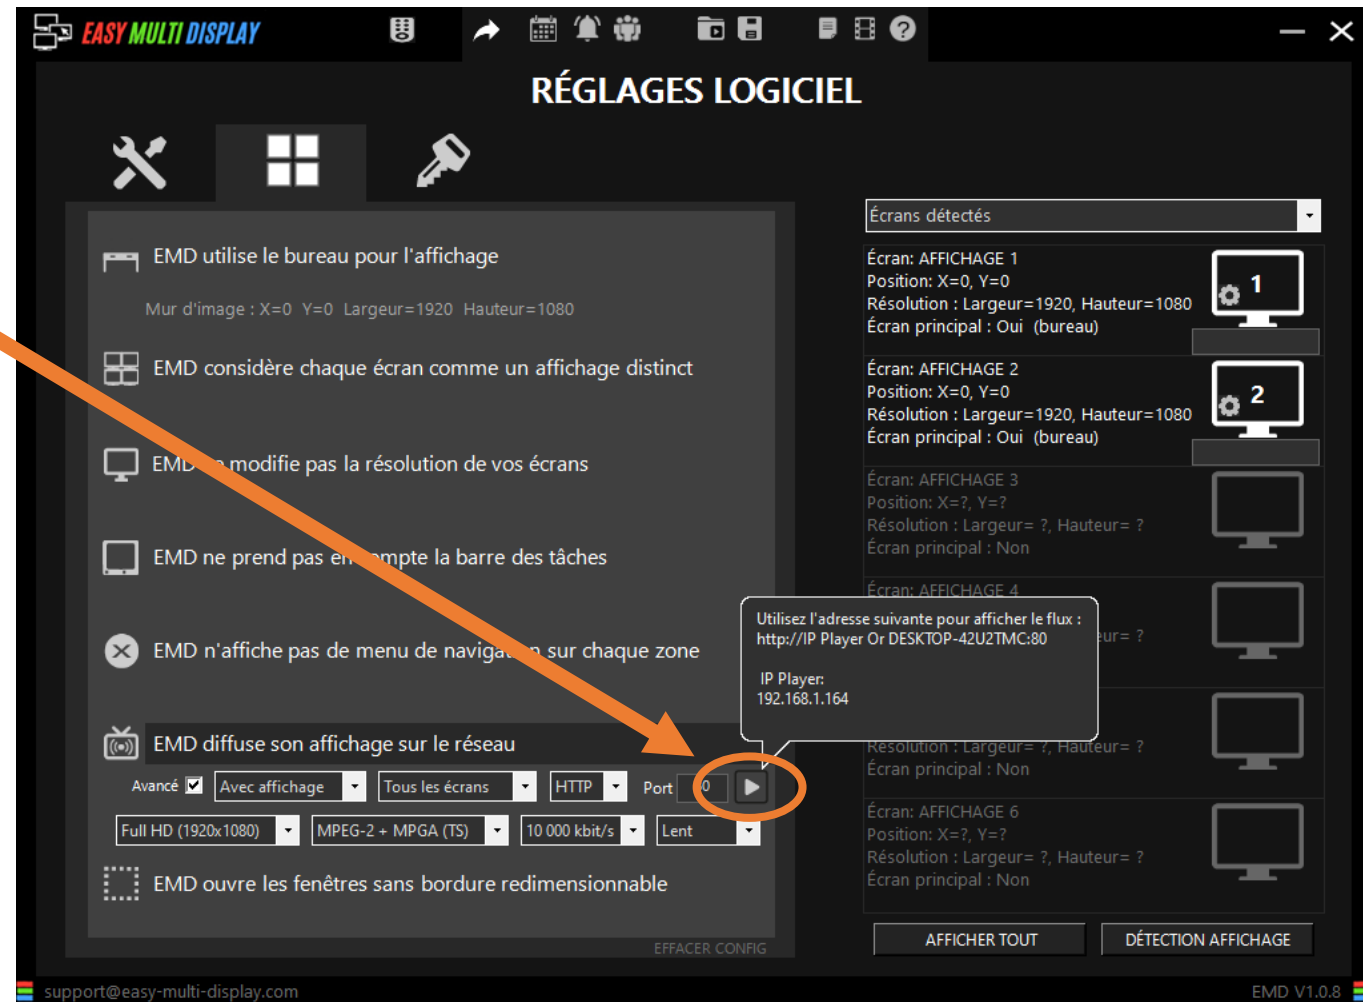 EASY MULTI DISPLAY
RÉGLAGES LOGICIEL
EMD utilise le bureau pour l'affichage
Mur d'image : X=0 Y=0 Largeur=1920 Hauteur=1080
EMD considère chaque écran comme un affichage distinct
EMD modifie pas la résolution de vos écrans
EMD ne prend pas la barre des tâches
EMD n'affiche pas de menu de sur chaque zone
EMD diffuse son affichage sur le réseau
Avancé Avec affichage Tous les écrans HTTP Port
Full HD (1920x1080) MPEG-2 + MPGA (TS) 10 000 kbit/s Lent
EMD ouvre les fenêtres sans bordure redimensionnable
EFFACER CONFIG
Écrans détectés
Écran: AFFICHAGE 1
Position: X=0, Y=0
Résolution : Largeur=1920, Hauteur=1080
Écran principal : Oui (bureau)
1
Écran: AFFICHAGE 2
Position: X=0, Y=0
Résolution : Largeur=1920, Hauteur=1080
Écran principal : Oui (bureau)
2
Écran: AFFICHAGE 3
Position: X=?, Y=?
Résolution : Largeur= ?, Hauteur= ?
Écran principal : Non
Écran: AFFICHAGE 4
eur= ?
Utilisez l'adresse suivante pour afficher le flux :
http://IP Player Or DESKTOP-42U2TMC:80
IP Player:
192.168.1.164
Résolution : Largeur= ?, Hauteur= ?
Écran principal : Non
Écran: AFFICHAGE 6
Position: X=?, Y=?
Résolution : Largeur= ?, Hauteur= ?
Écran principal : Non
AFFICHER TOUT DÉTECTION AFFICHAGE
support@easy-multi-display.com
EMD V1.0.8